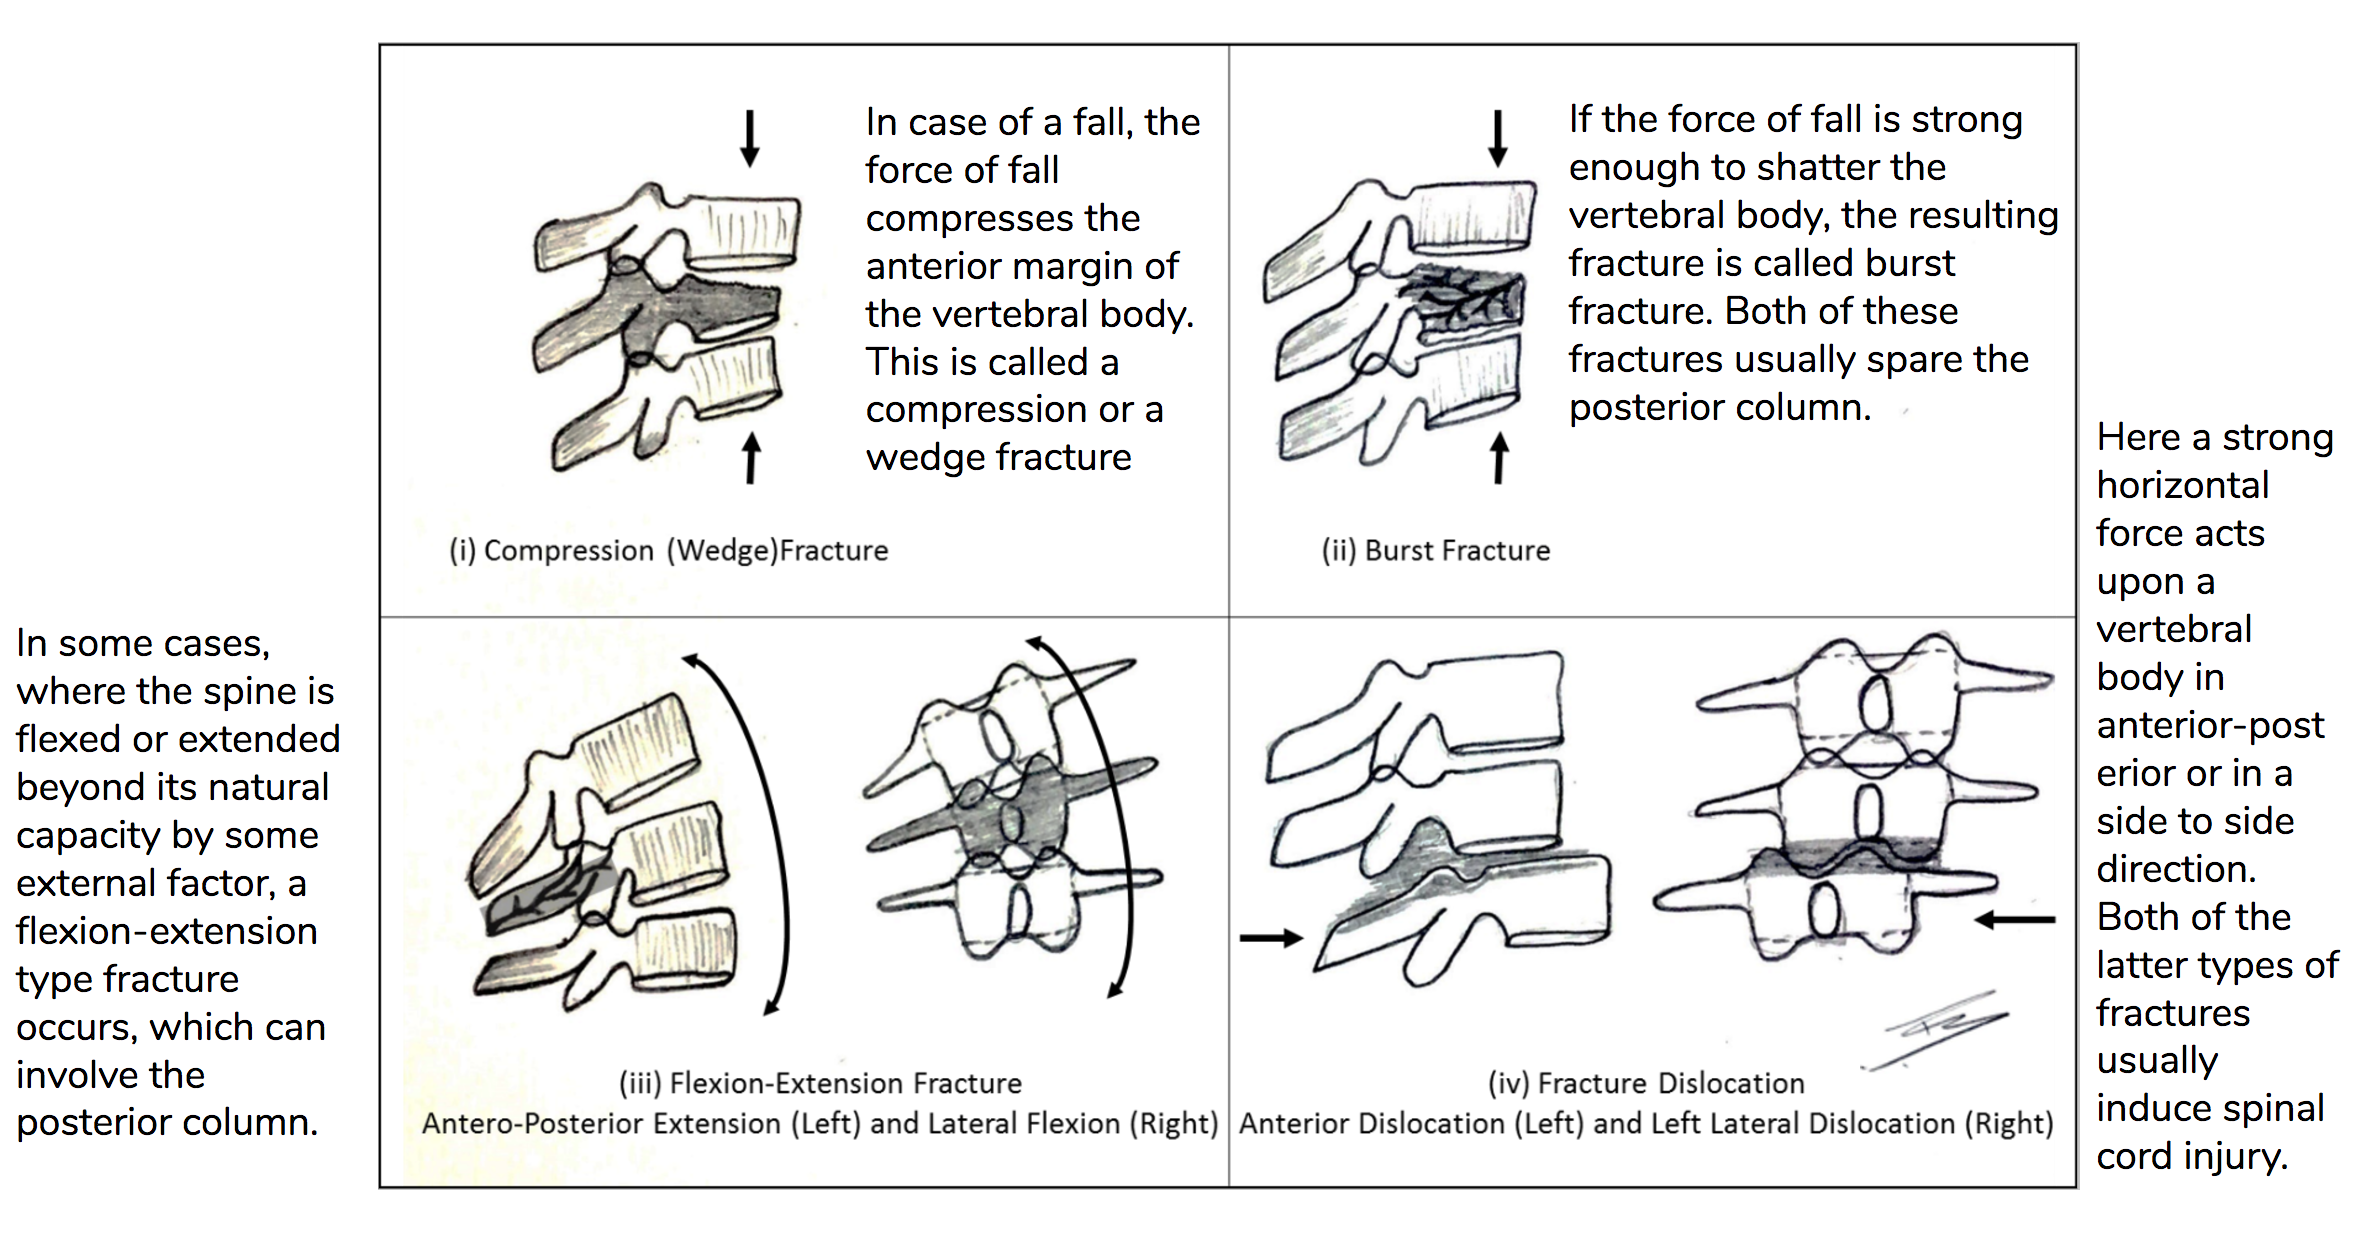 In case of a fall, the
force of fall
compresses the
anterior margin of
the vertebral body.
This is called a
compression or a
wedge fracture
(i) Compression (Wedge)Fracture
If the force of fall is strong
enough to shatter the
vertebral body, the resulting
fracture is called burst
fracture. Both of these
fractures usually spare the
posterior column.
(ii) Burst Fracture
In some cases,
where the spine is
flexed or extended
beyond its natural
capacity by some
external factor, a
flexion-extension
type fracture
occurs, which can
involve the
posterior column.
(iii) Flexion-Extension Fracture
Antero-Posterior Extension (Left) and Lateral Flexion (Right)
(iv) Fracture Dislocation
Anterior Dislocation (Left) and Left Lateral Dislocation (Right)
Here a strong
horizontal
force acts
upon a
vertebral
body in
anterior-post
erior or in a
side to side
direction.
Both of the
latter types of
fractures
usually
induce spinal
cord injury.